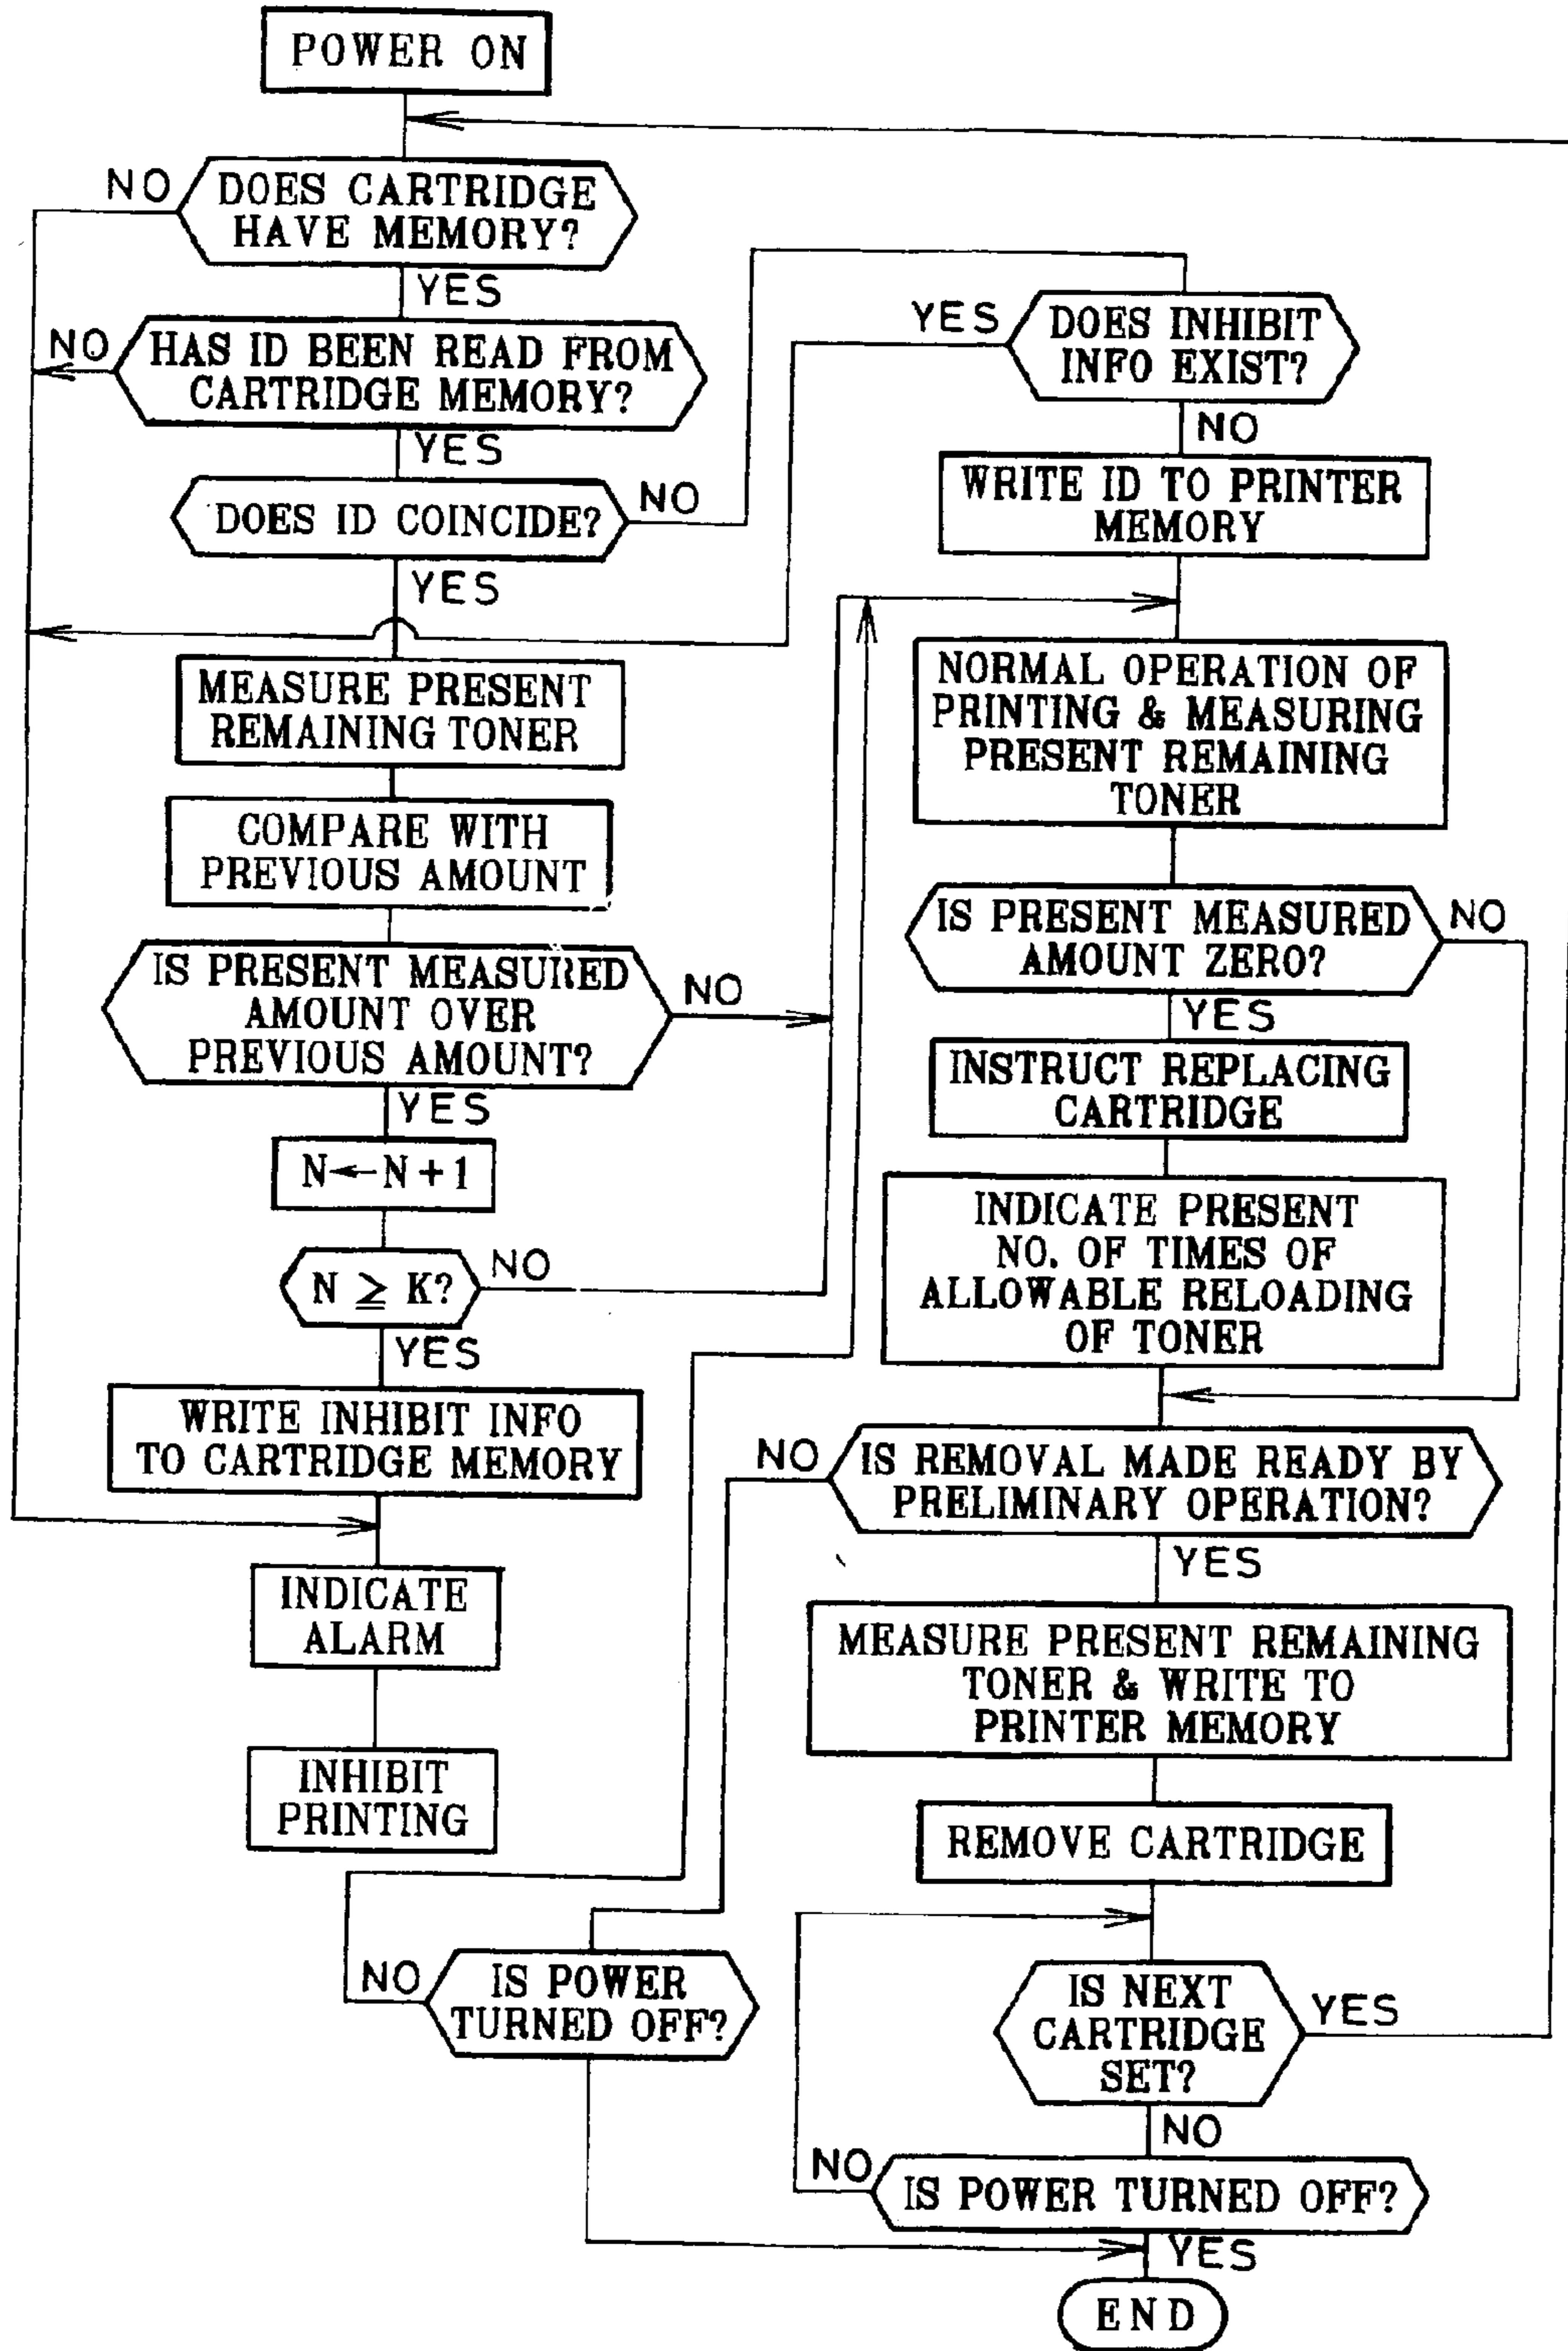 POWER ON
NO
DOES CARTRIDGE
HAVE MEMORY?
YES
NO
HAS ID BEEN READ FROM
CARTRIDGE MEMORY?
YES
DOES ID COINCIDE?
NO
YES
MEASURE PRESENT
REMAINING TONER
COMPARE WITH
PREVIOUS AMOUNT
IS PRESENT MEASURED
AMOUNT OVER
PREVIOUS AMOUNT?
NO
YES
N←N+1
N ≧ K?
NO
YES
WRITE INHIBIT INFO
TO CARTRIDGE MEMORY
INDICATE
ALARM
INHIBIT
PRINTING
YES
DOES INHIBIT
INFO EXIST?
NO
WRITE ID TO PRINTER
MEMORY
NORMAL OPERATION OF
PRINTING & MEASURING
PRESENT REMAINING
TONER
IS PRESENT MEASURED
AMOUNT ZERO?
NO
YES
INSTRUCT REPLACING
CARTRIDGE
INDICATE PRESENT
NO. OF TIMES OF
ALLOWABLE RELOADING
OF TONER
NO
IS REMOVAL MADE READY BY
PRELIMINARY OPERATION?
YES
MEASURE PRESENT REMAINING
TONER & WRITE TO
PRINTER MEMORY
REMOVE CARTRIDGE
NO
IS POWER
TURNED OFF?
IS NEXT
CARTRIDGE
SET?
YES
NO
NO
IS POWER TURNED OFF?
YES
END